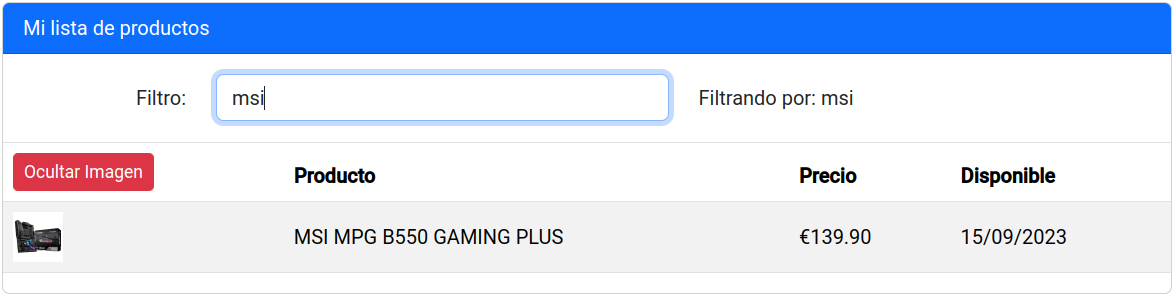 Mi lista de productos
Filtro: msi Filtrando por: msi
Ocultar Imagen Producto Precio Disponible
MSI MPG B550 GAMING PLUS €139.90 15/09/2023